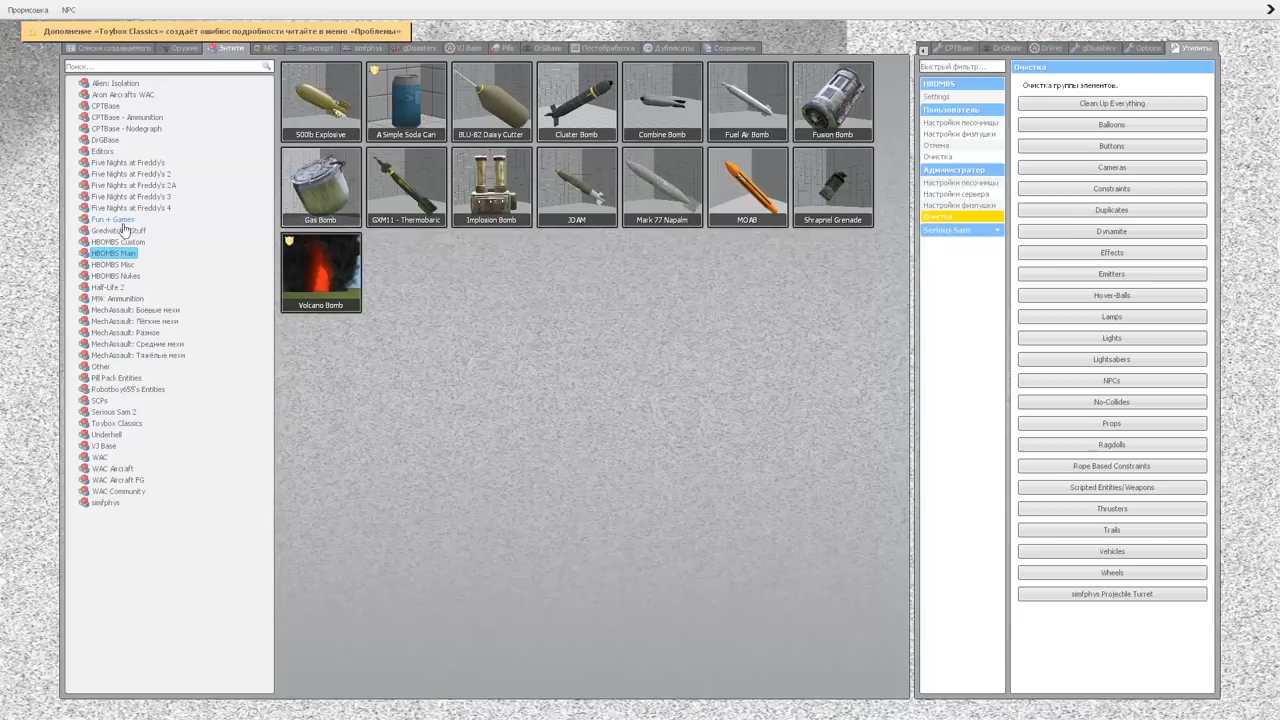 Прорисовка NPC
Дополнение «Toybox Classics» создаёт ошибки: подробности читайте в меню «Проблемы»
Списки создаваемого Оружие Энтити NPC Транспорт simfphys gDisasters VJ Base Pills DrGBase Постобработка Дубликаты Сохранения
CPTBase DrGBase DrVres gDisasters Options Утилиты
Поиск...
Alien: Isolation
Aron Aircrafts WAC
CPTBase
CPTBase - Ammunition
CPTBase - Nodegraph
DrGBase
Editors
Five Nights at Freddy's
Five Nights at Freddy's 2
Five Nights at Freddy's 2A
Five Nights at Freddy's 3
Five Nights at Freddy's 4
Fun + Games
HBOMBS Custom
HBOMBS Main
HBOMBS Misc
HBOMBS Nukes
Half-Life 2
M9K Ammunition
MechAssault: Боевые мехи
MechAssault: Лёгкие мехи
MechAssault: Разное
MechAssault: Средние мехи
MechAssault: Тяжёлые мехи
Other
Pill Pack Entities
Robotboy655's Entities
SCPs
Serious Sam 2
Toybox Classics
Underhell
VJ Base
WAC
WAC Aircraft
WAC Aircraft FG
WAC Community
simfphys
500lb Explosive
A Simple Soda Can
BLU-82 Daisy Cutter
Cluster Bomb
Combine Bomb
Fuel Air Bomb
Fusion Bomb
Gas Bomb
GXM11 - Thermobaric
Implosion Bomb
JDAM
Mark 77 Napalm
MOAB
Shrapnel Grenade
Volcano Bomb
Быстрый фильтр...
HBOMBS
Settings
Пользователь
Настройки песочницы
Настройки физпушки
Отмена
Очистка
Администратор
Настройки песочницы
Настройки сервера
Настройки физпушки
Очистка
Serious Sam
Очистка
Очистка группы элементов.
Clean Up Everything
Balloons
Buttons
Cameras
Constraints
Duplicates
Dynamite
Effects
Emitters
Hover-Balls
Lamps
Lights
Lightsabers
NPCs
No-Collides
Props
Ragdolls
Rope Based Constraints
Scripted Entities/Weapons
Thrusters
Trails
Vehicles
Wheels
simfphys Projectile Turret